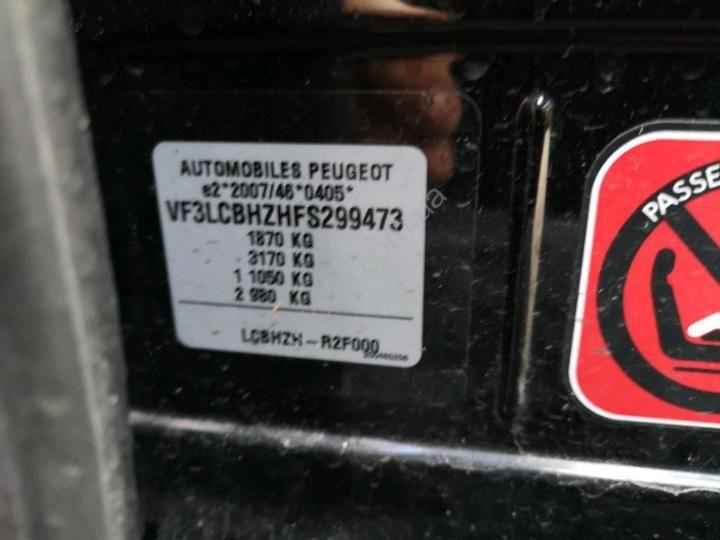 AUTOMOBILES PEUGEOT
e2*2007/46*0405*
VF3LCBHZHFS299473
1870 KG
3170 KG
1 1050 KG
2 980 KG
LCBHZH-R2F000
PASSE